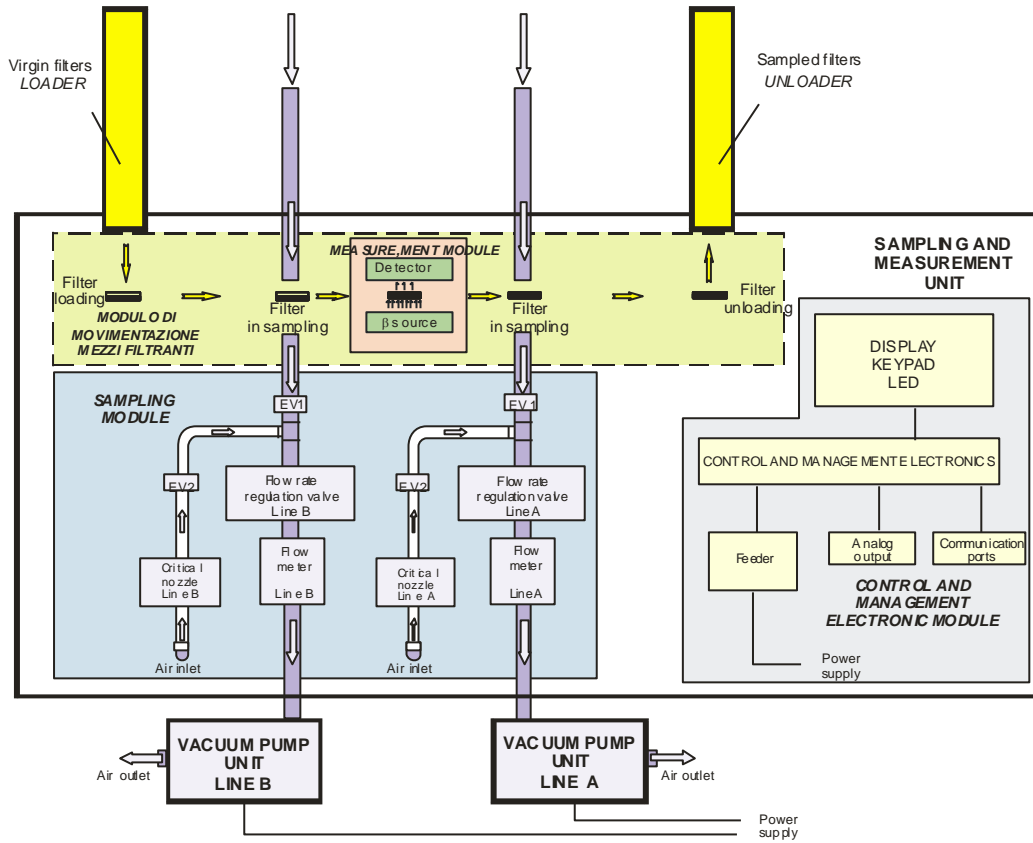 Virgin filters
LOADER
Sampled filters
UNLOADER
MEASURE,MENT MODULE
Detector
β source
Filter
loading
Filter
in sampling
Filter
in sampling
Filter
unloading
MODULO DI
MOVIMENTAZIONE
MEZZI FILTRANTI
SAMPLING AND
MEASUREMENT
UNIT
SAMPLING
MODULE
EV1
EV2
Flow rate
regulation valve
Line B
Critical
nozzle
Line B
Flow
meter
Line B
Air inlet
EV1
EV2
Flow rate
regulation valve
Line A
Critical
nozzle
Line A
Flow
meter
Line A
Air inlet
DISPLAY
KEYPAD
LED
CONTROL AND MANAGEMENT ELECTRONICS
Feeder
Analog
output
Communication
ports
CONTROL AND
MANAGEMENT
ELECTRONIC MODULE
Power
supply
VACUUM PUMP
UNIT
LINE B
Air outlet
VACUUM PUMP
UNIT
LINE A
Air outlet
Power
supply